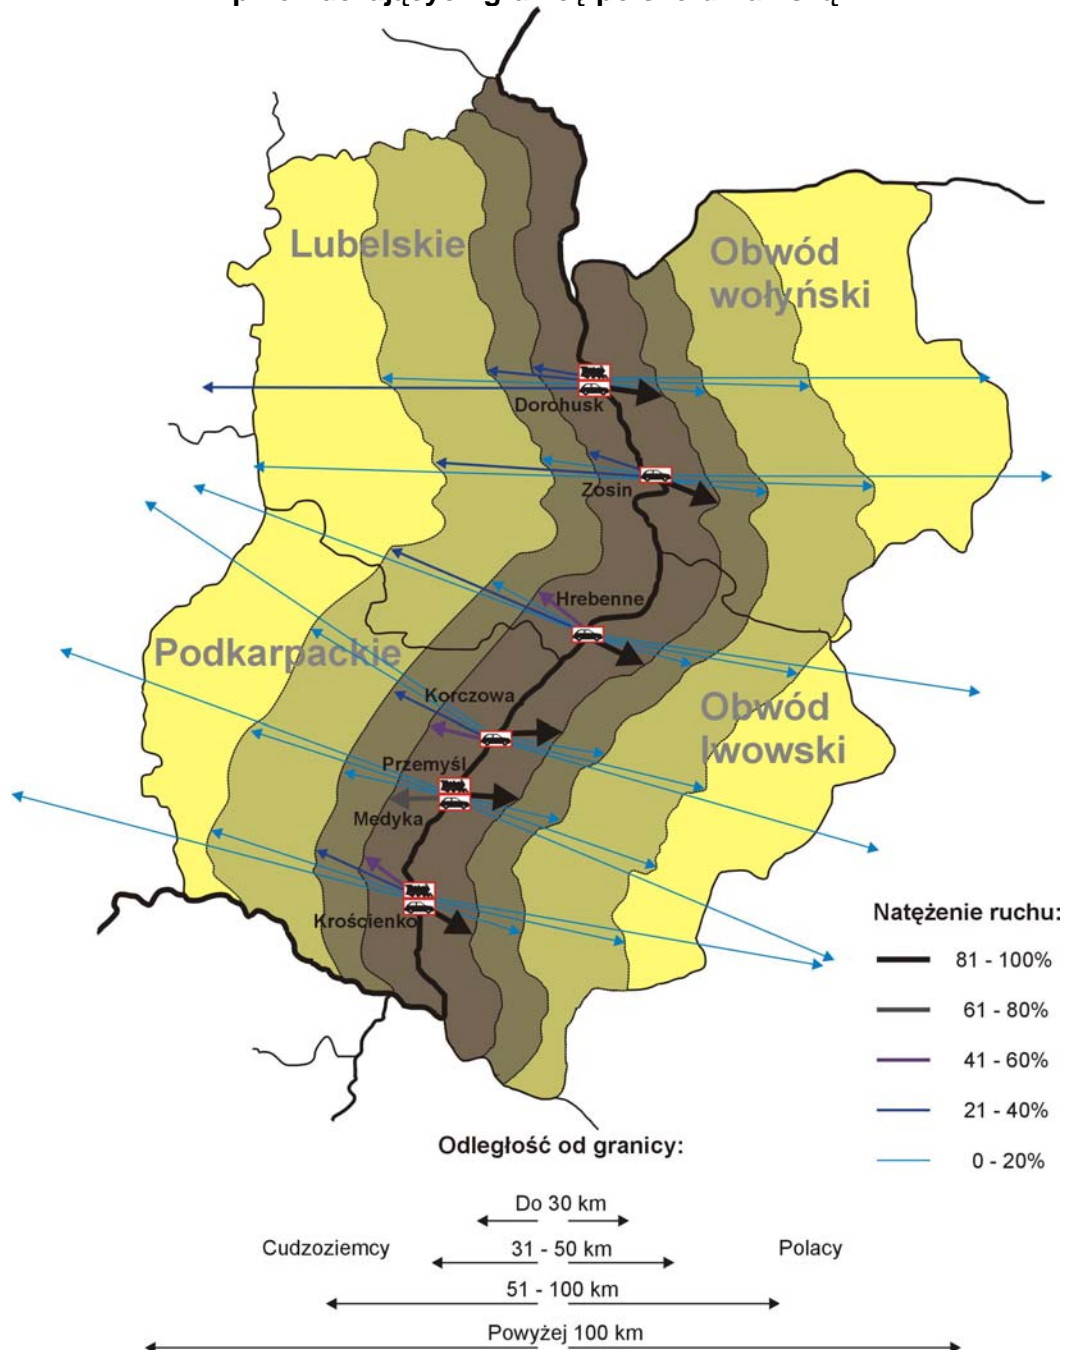 Lubelskie
Obwód
wołyński
Dorohusk
Zosin
Hrebenne
Podkarpackie
Korczowa
Obwód
lwowski
Przemyśl
Medyka
Krościenko
Natężenie ruchu:
81 - 100%
61 - 80%
41 - 60%
21 - 40%
0 - 20%
Odległość od granicy:
Do 30 km
Cudzoziemcy 31 - 50 km Polacy
51 - 100 km
Powyżej 100 km